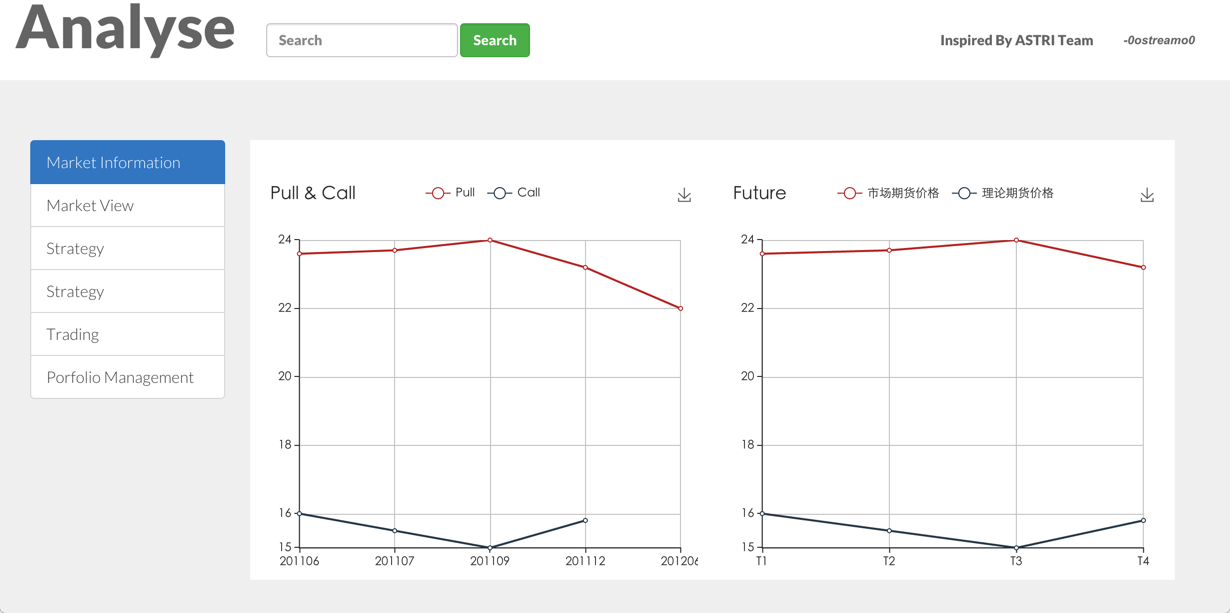 Analyse
Search
Search
Inspired By ASTRI Team
-0ostreamo0
Market Information
Market View
Strategy
Strategy
Trading
Porfolio Management
Pull & Call
Pull
Call
24
22
20
18
16
15
201106
201107
201109
201112
201206
Future
市场期货价格
理论期货价格
24
22
20
18
16
15
T1
T2
T3
T4